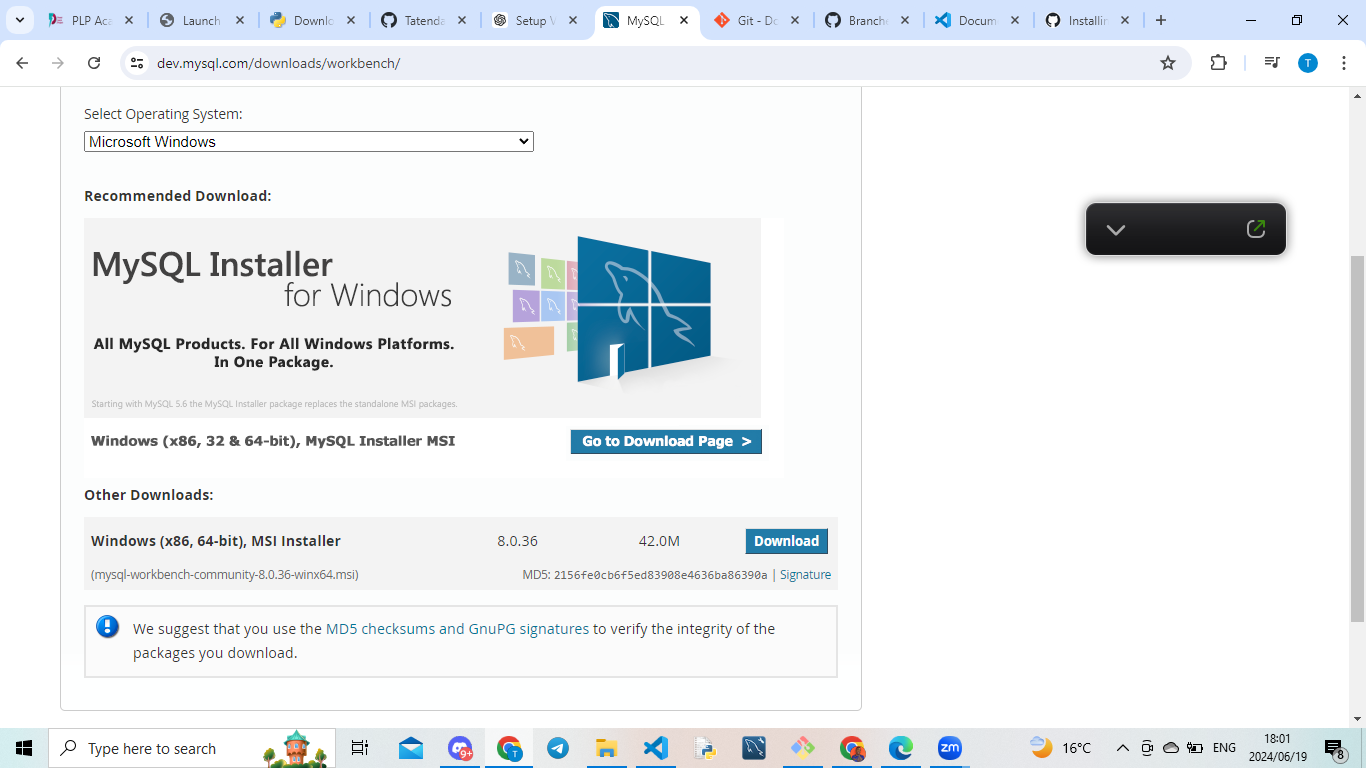 PLP Aca
Launch
Downlo
Tatenda
Setup V
MySQL
Git - Do
Branche
Docum
Installin
dev.mysql.com/downloads/workbench/
T
Select Operating System:
Microsoft Windows
Recommended Download:
MySQL Installer
for Windows
All MySQL Products. For All Windows Platforms.
In One Package.
Starting with MySQL 5.6 the MySQL Installer package replaces the standalone MSI packages.
Windows (x86, 32 & 64-bit), MySQL Installer MSI
Go to Download Page >
Other Downloads:
Windows (x86, 64-bit), MSI Installer 8.0.36 42.0M Download
(mysql-workbench-community-8.0.36-winx64.msi) MD5: 2156fe0cb6f5ed83908e4636ba86390a | Signature
We suggest that you use the MD5 checksums and GnuPG signatures to verify the integrity of the
packages you download.
Type here to search
9+
T
zm
16°C
ENG
18:01
2024/06/19
8